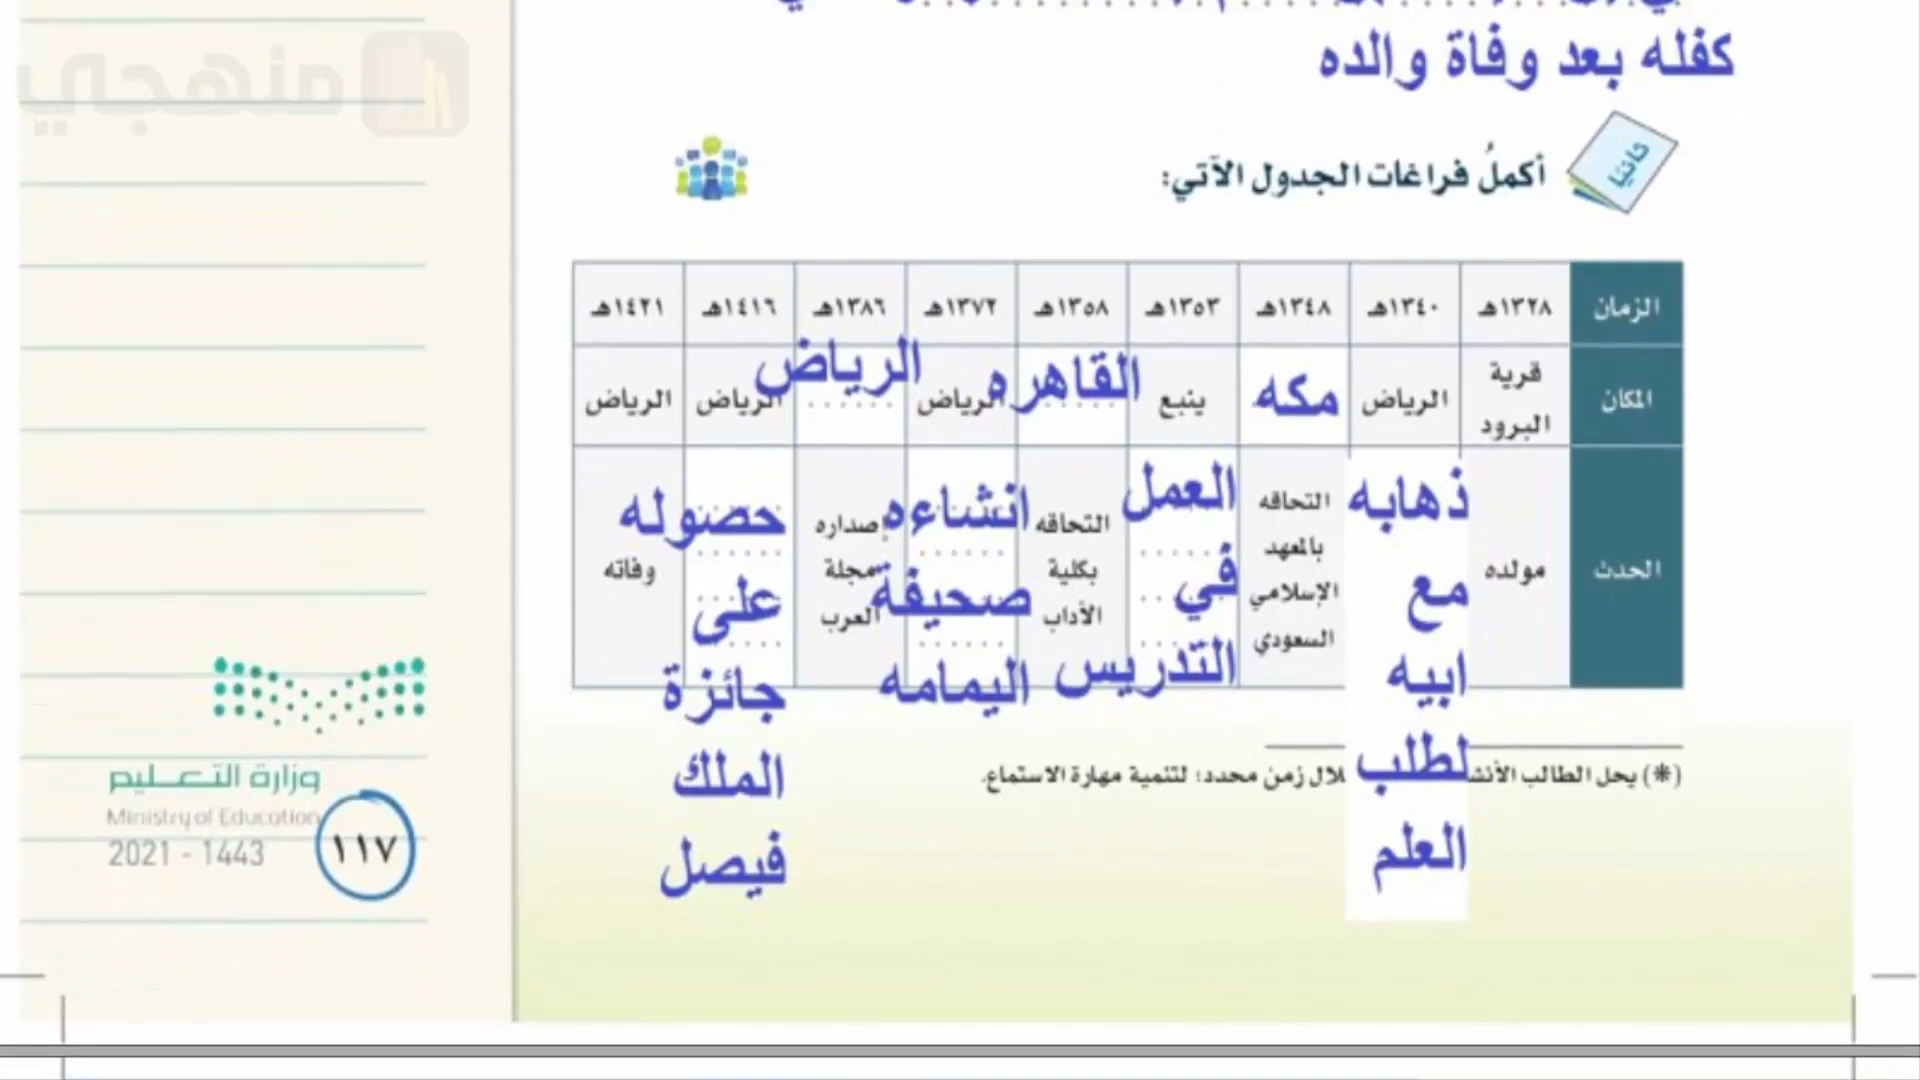 كفله بعد وفاة والده
منهجي
ثانيًا
أكملُ فراغات الجدول الآتي:
الزمان ١٣٢٨هـ ١٣٤٠هـ ١٣٤٨هـ ١٣٥٣هـ ١٣٥٨هـ ١٣٧٢هـ ١٣٨٦هـ ١٤١٦هـ ١٤٢١هـ
المكان قرية البرود الرياض مكه ينبع القاهره الرياض الرياض الرياض الرياض
الحدث
مولده
ذهابه
مع
ابيه
لطلب
العلم
التحاقه
بالمعهد
الإسلامي
السعودي
العمل
في
التدريس
التحاقه
بكلية
الآداب
انشاءه
صحيفة
اليمامه
إصداره
مجلة
العرب
حصوله
على
جائزة
الملك
فيصل
وفاته
(*) يحل الطالب الأنش لال زمن محدد؛ لتنمية مهارة الاستماع.
وزارة التعليم
Ministry of Education
2021 - 1443
١١٧